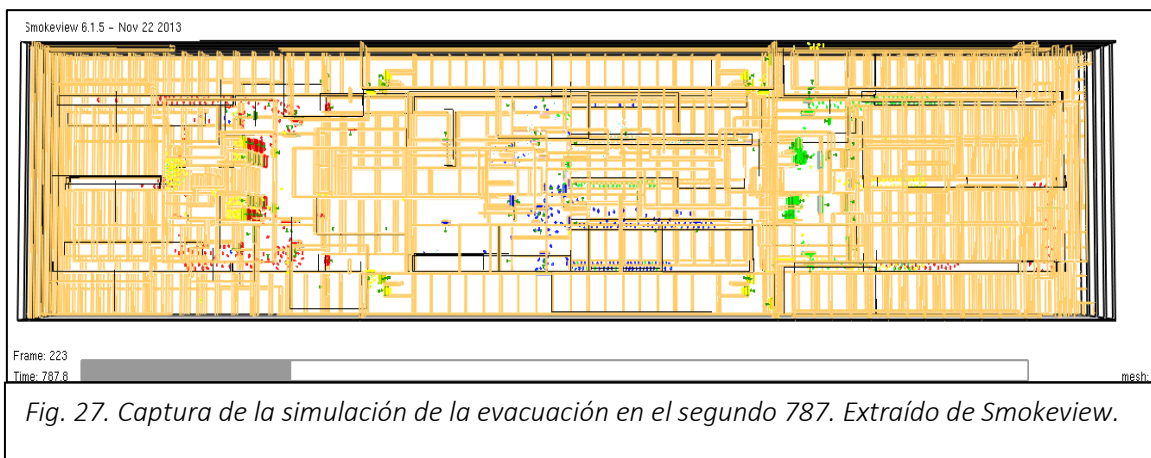 Smokeview 6.1.5 - Nov 22 2013
Frame: 223
Time: 787.8
mesh:
Fig. 27. Captura de la simulación de la evacuación en el segundo 787. Extraído de Smokeview.